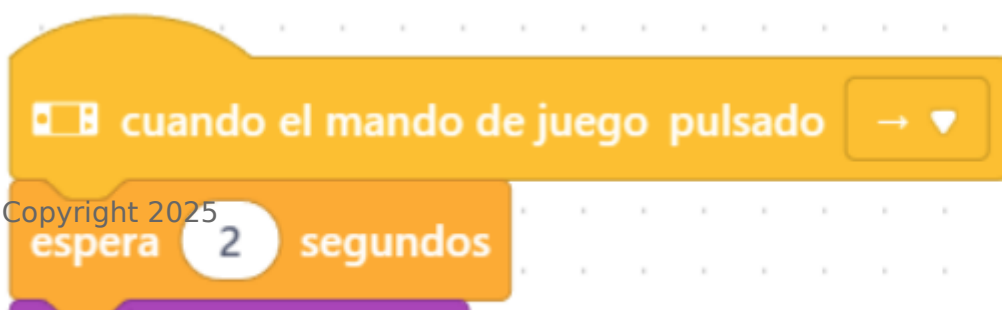 cuando el mando de juego pulsado →
Copyright 2025
espera 2 segundos